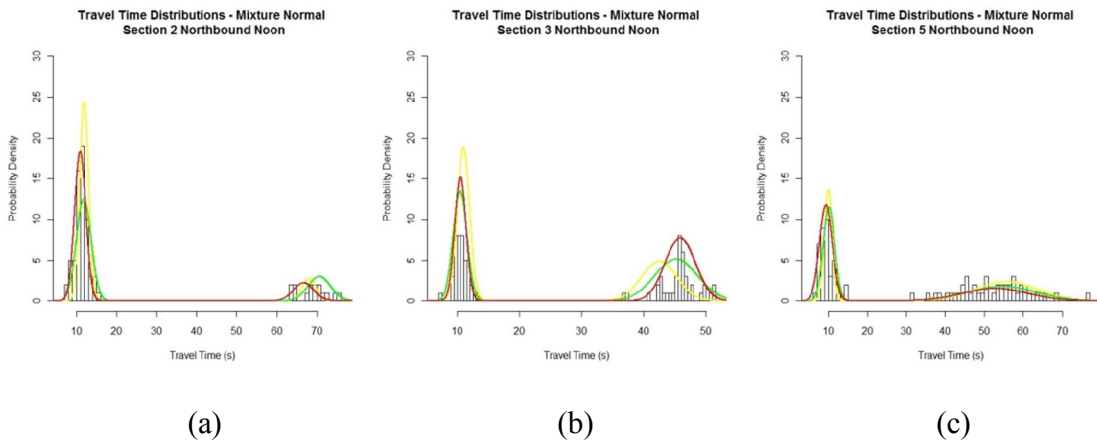 Travel Time Distributions - Mixture Normal
Section 2 Northbound Noon
Probability Density
0 5 10 15 20 25 30
10 20 30 40 50 60 70
Travel Time (s)
(a)
Travel Time Distributions - Mixture Normal
Section 3 Northbound Noon
Probability Density
0 5 10 15 20 25 30
10 20 30 40 50
Travel Time (s)
(b)
Travel Time Distributions - Mixture Normal
Section 5 Northbound Noon
Probability Density
0 5 10 15 20 25 30
10 20 30 40 50 60 70
Travel Time (s)
(c)